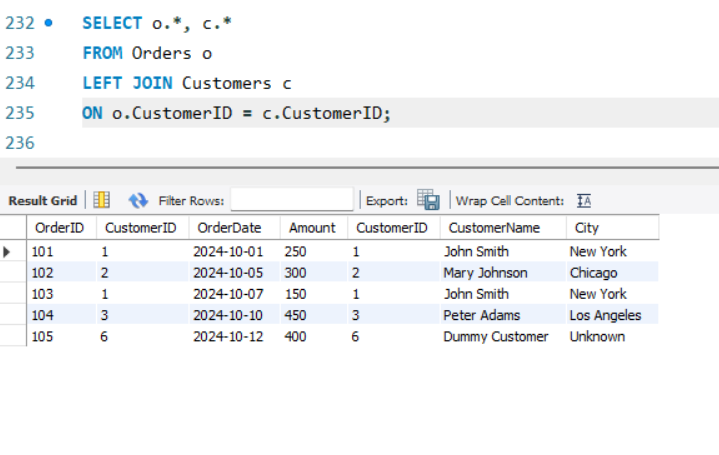 232 SELECT o.*, c.*
233 FROM Orders o
234 LEFT JOIN Customers c
235 ON o.CustomerID = c.CustomerID;
236
Result Grid Filter Rows: Export: Wrap Cell Content: IA
OrderID CustomerID OrderDate Amount CustomerID CustomerName City
101 1 2024-10-01 250 1 John Smith New York
102 2 2024-10-05 300 2 Mary Johnson Chicago
103 1 2024-10-07 150 1 John Smith New York
104 3 2024-10-10 450 3 Peter Adams Los Angeles
105 6 2024-10-12 400 6 Dummy Customer Unknown